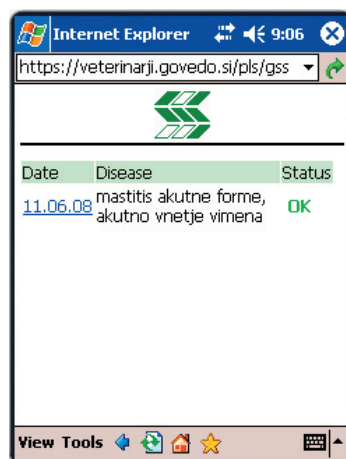 Internet Explorer 9:06
https://veterinarji.govedo.si/pls/gss
Date Disease Status
11.06.08 mastitis akutne forme, OK
akutno vnetje vimena
View Tools